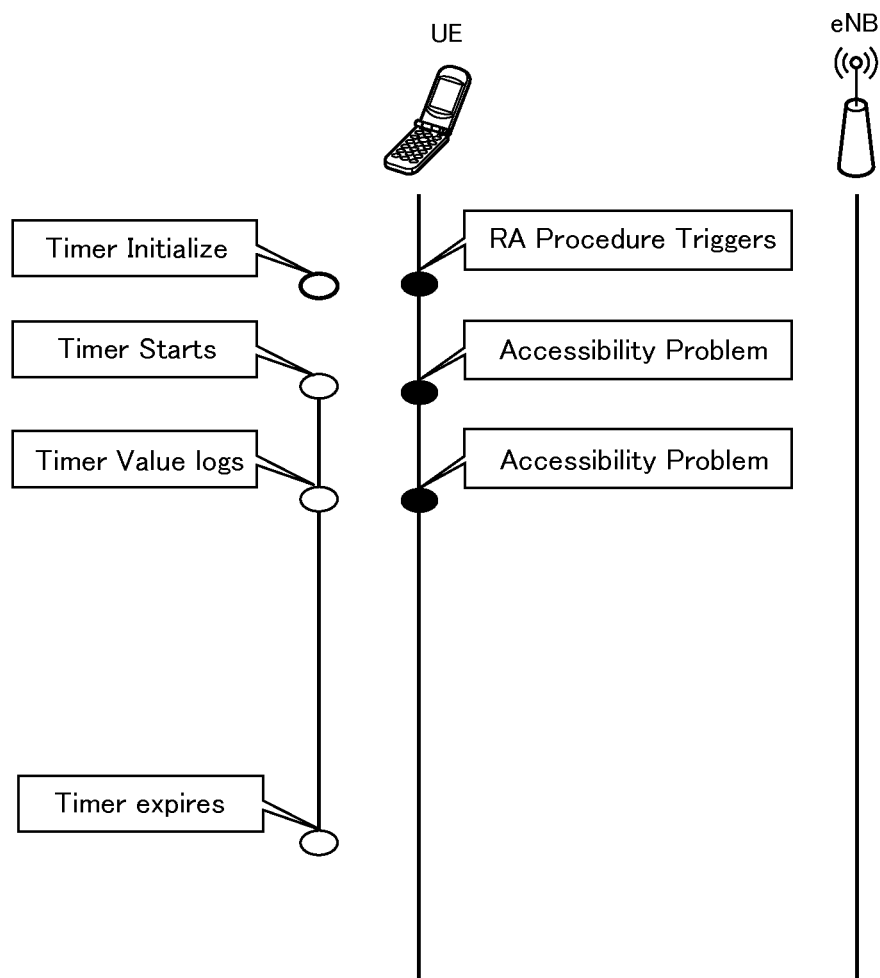 UE
eNB
Timer Initialize
RA Procedure Triggers
Timer Starts
Accessibility Problem
Timer Value logs
Accessibility Problem
Timer expires